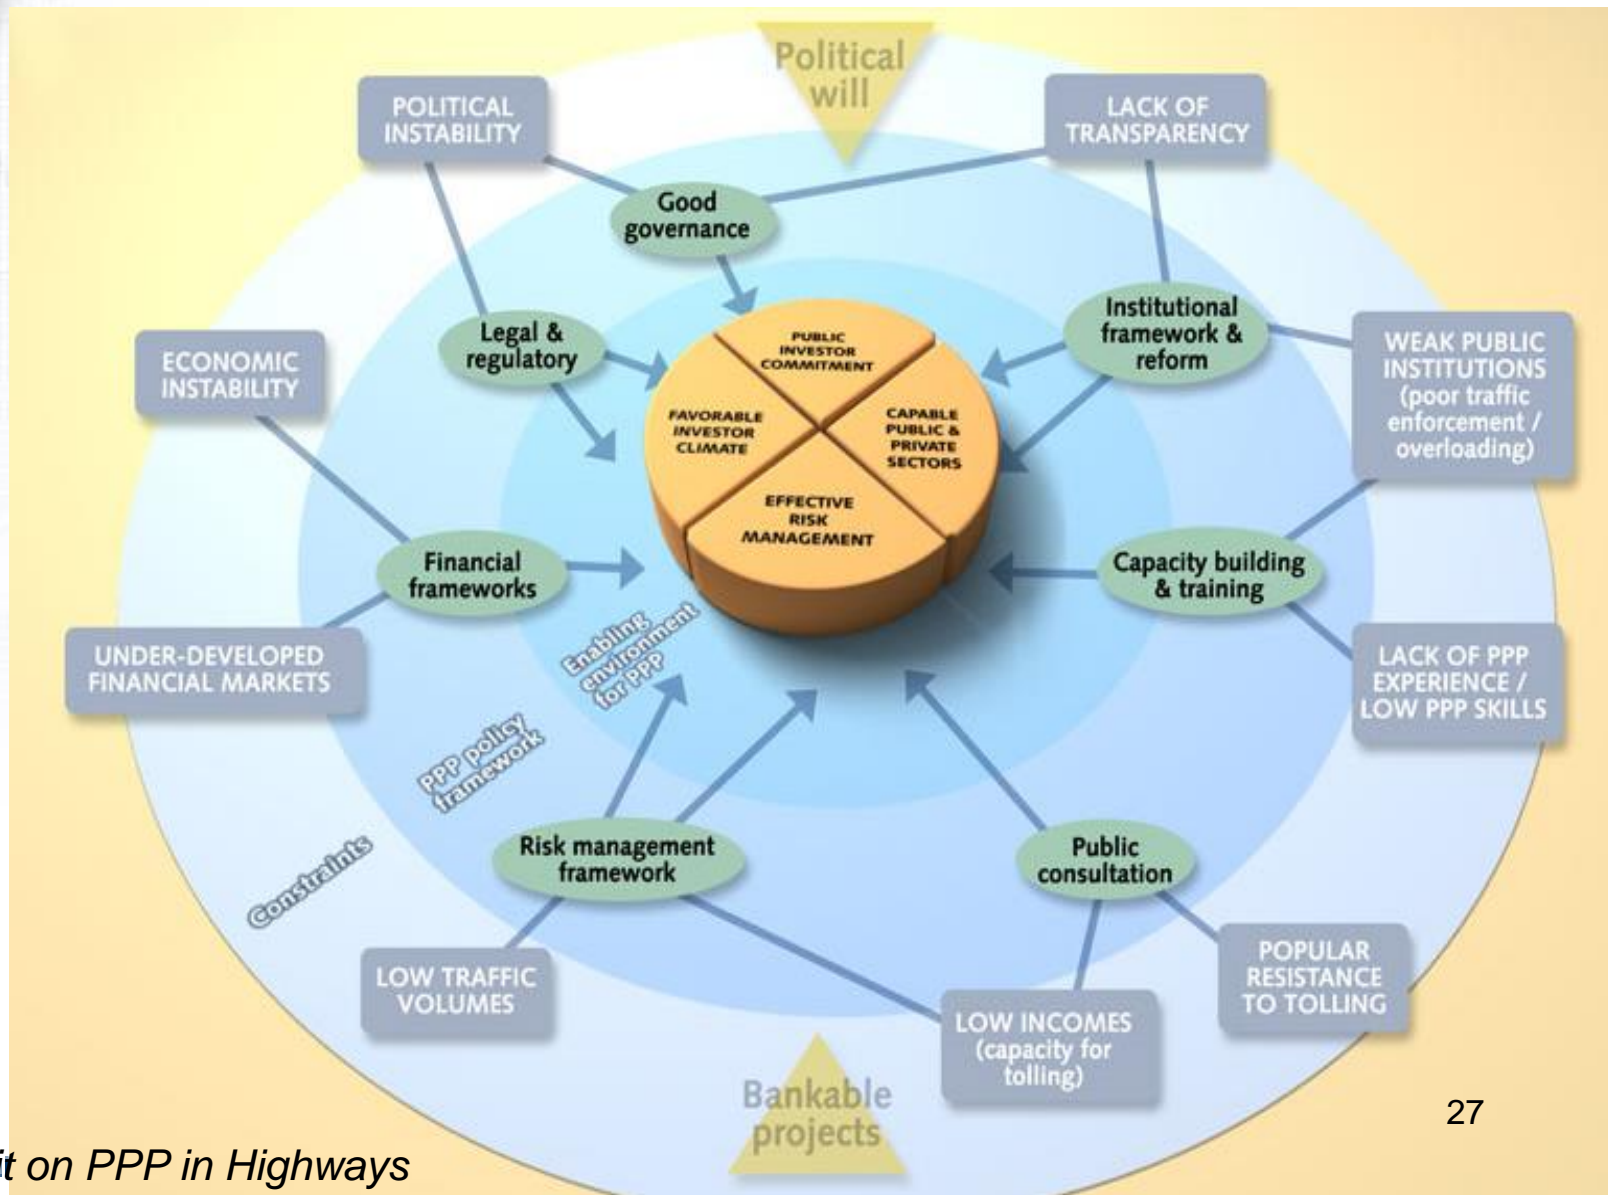 Political
will
POLITICAL
INSTABILITY
LACK OF
TRANSPARENCY
Good
governance
Legal &
regulatory
Institutional
framework &
reform
ECONOMIC
INSTABILITY
WEAK PUBLIC
INSTITUTIONS
(poor traffic
enforcement /
overloading)
PUBLIC
INVESTOR
COMMITMENT
FAVORABLE
INVESTOR
CLIMATE
CAPABLE
PUBLIC &
PRIVATE
SECTORS
EFFECTIVE
RISK
MANAGEMENT
Financial
frameworks
Capacity building
& training
UNDER-DEVELOPED
FINANCIAL MARKETS
LACK OF PPP
EXPERIENCE /
LOW PPP SKILLS
Enabling
environment
for PPP
PPP policy
framework
Constraints
Risk management
framework
Public
consultation
LOW TRAFFIC
VOLUMES
LOW INCOMES
(capacity for
tolling)
POPULAR
RESISTANCE
TO TOLLING
Bankable
projects
27
it on PPP in Highways